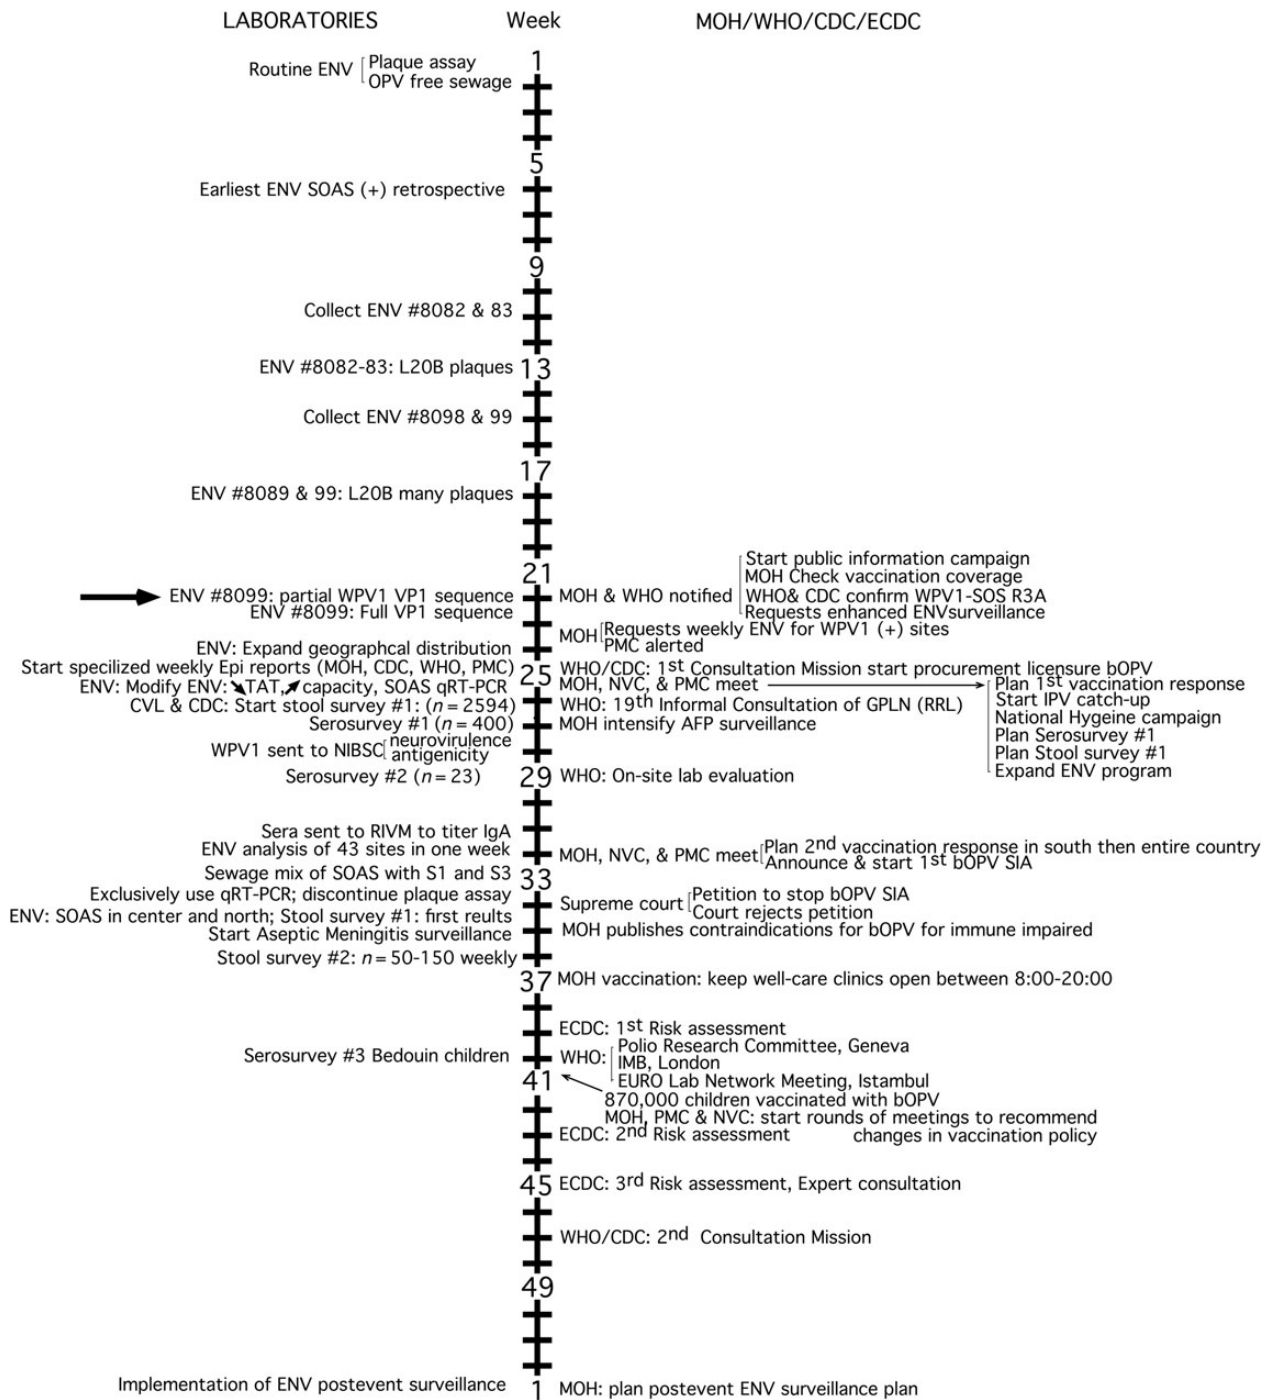 LABORATORIES Week MOH/WHO/CDC/ECDC
1
Routine ENV Plaque assay
OPV free sewage
5
Earliest ENV SOAS (+) retrospective
9
Collect ENV #8082 & 83
ENV #8082-83: L20B plaques 13
Collect ENV #8098 & 99
17
ENV #8089 & 99: L20B many plaques
Start public information campaign
21 MOH Check vaccination coverage
ENV #8099: partial WPV1 VP1 sequence MOH & WHO notified WHO& CDC confirm WPV1-SOS R3A
ENV #8099: Full VP1 sequence Requests enhanced ENVsurveillance
MOH Requests weekly ENV for WPV1 (+) sites
PMC alerted
ENV: Expand geographcal distribution
Start specilized weekly Epi reports (MOH, CDC, WHO, PMC) 25 WHO/CDC: 1st Consultation Mission start procurement licensure bOPV
ENV: Modify ENV: TAT, capacity, SOAS qRT-PCR MOH, NVC, & PMC meet Plan 1st vaccination response
Start IPV catch-up
CVL & CDC: Start stool survey #1: (n = 2594) WHO: 19th Informal Consultation of GPLN (RRL)
National Hygeine campaign
Serosurvey #1 (n = 400) MOH intensify AFP surveillance
Plan Serosurvey #1
WPV1 sent to NIBSC neurovirulence
antigenicity
Plan Stool survey #1
Expand ENV program
Serosurvey #2 (n = 23) 29 WHO: On-site lab evaluation
Sera sent to RIVM to titer IgA
ENV analysis of 43 sites in one week MOH, NVC, & PMC meet Plan 2nd vaccination response in south then entire country
Announce & start 1st bOPV SIA
Sewage mix of SOAS with S1 and S3 33
Exclusively use qRT-PCR; discontinue plaque assay Supreme court Petition to stop bOPV SIA
Court rejects petition
ENV: SOAS in center and north; Stool survey #1: first reults
Start Aseptic Meningitis surveillance MOH publishes contraindications for bOPV for immune impaired
Stool survey #2: n = 50-150 weekly
37 MOH vaccination: keep well-care clinics open between 8:00-20:00
ECDC: 1st Risk assessment
Serosurvey #3 Bedouin children WHO: Polio Research Committee, Geneva
IMB, London
41 EURO Lab Network Meeting, Istambul
870,000 children vaccinated with bOPV
MOH, PMC & NVC: start rounds of meetings to recommend
ECDC: 2nd Risk assessment changes in vaccination policy
45 ECDC: 3rd Risk assessment, Expert consultation
WHO/CDC: 2nd Consultation Mission
49
Implementation of ENV postevent surveillance 1 MOH: plan postevent ENV surveillance plan